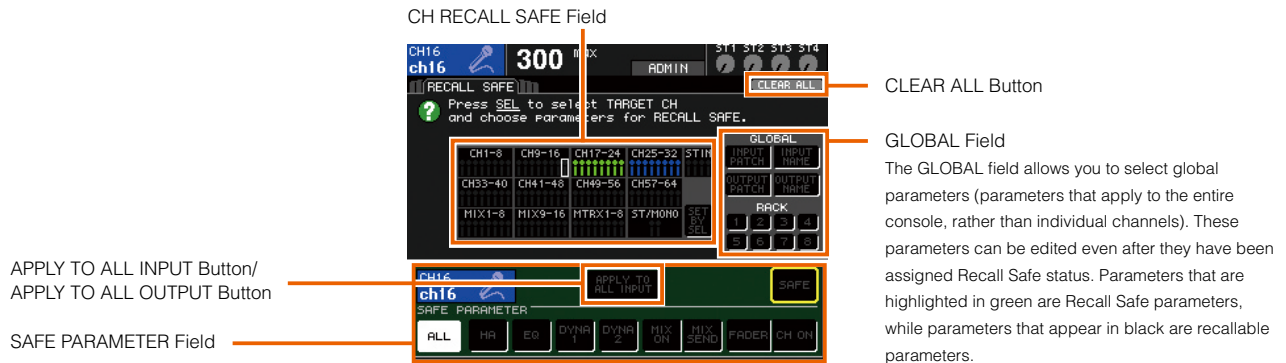 CH RECALL SAFE Field
CH16
ch16
300
max
ADMIN
ST1 ST2 ST3 ST4
RECALL SAFE
CLEAR ALL
Press SEL to select TARGET CH
and choose parameters for RECALL SAFE.
CH1-8 CH9-16 CH17-24 CH25-32 STIN
CH33-40 CH41-48 CH49-56 CH57-64
MIX1-8 MIX9-16 MTRX1-8 ST/MONO SET BY SEL
GLOBAL
INPUT PATCH INPUT NAME
OUTPUT PATCH OUTPUT NAME
RACK
1 2 3 4
5 6 7 8
CLEAR ALL Button
GLOBAL Field
The GLOBAL field allows you to select global
parameters (parameters that apply to the entire
console, rather than individual channels). These
parameters can be edited even after they have been
assigned Recall Safe status. Parameters that are
highlighted in green are Recall Safe parameters,
while parameters that appear in black are recallable
parameters.
APPLY TO ALL INPUT Button/
APPLY TO ALL OUTPUT Button
SAFE PARAMETER Field
CH16
ch16
APPLY TO
ALL INPUT
SAFE
SAFE PARAMETER
ALL HA EQ DYNA 1 DYNA 2 MIX ON MIX SEND FADER CH ON